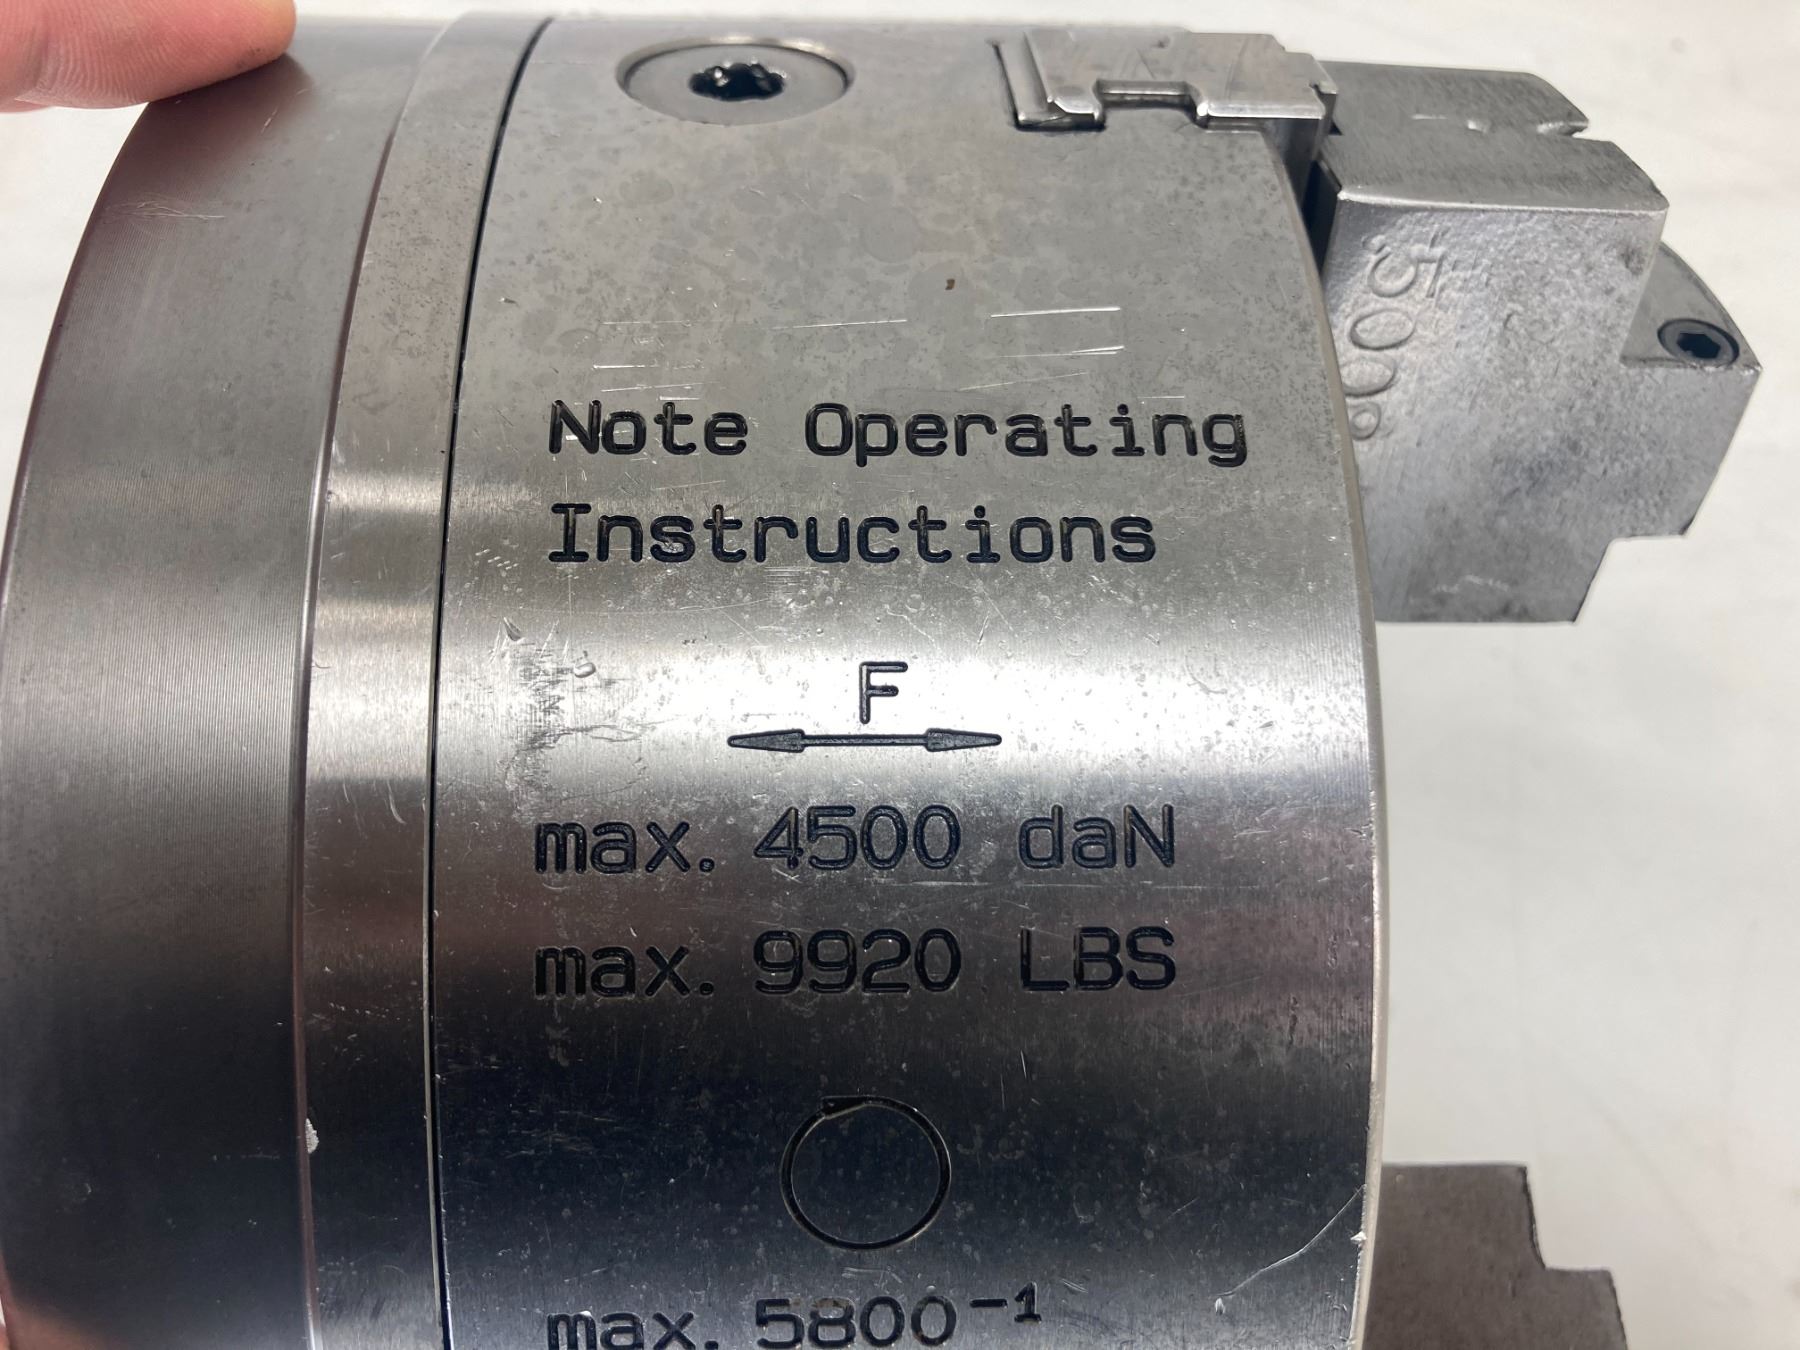 Note Operating
Instructions
F
max. 4500 daN
max. 9920 LBS
max. 5800⁻¹